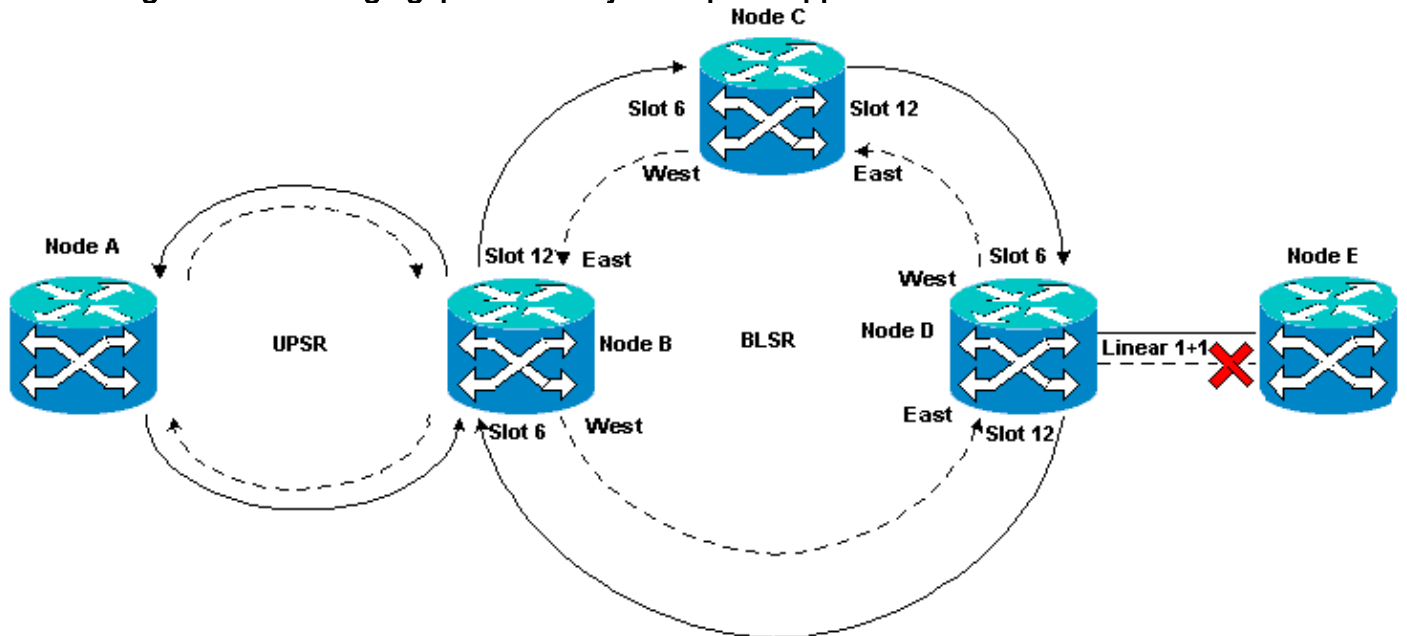 Node C
Slot 6
Slot 12
West
East
Node A
Slot 12
East
Slot 6
West
Node E
UPSR
Node B
BLSR
Node D
Linear 1+1
Slot 6
West
East
Slot 12